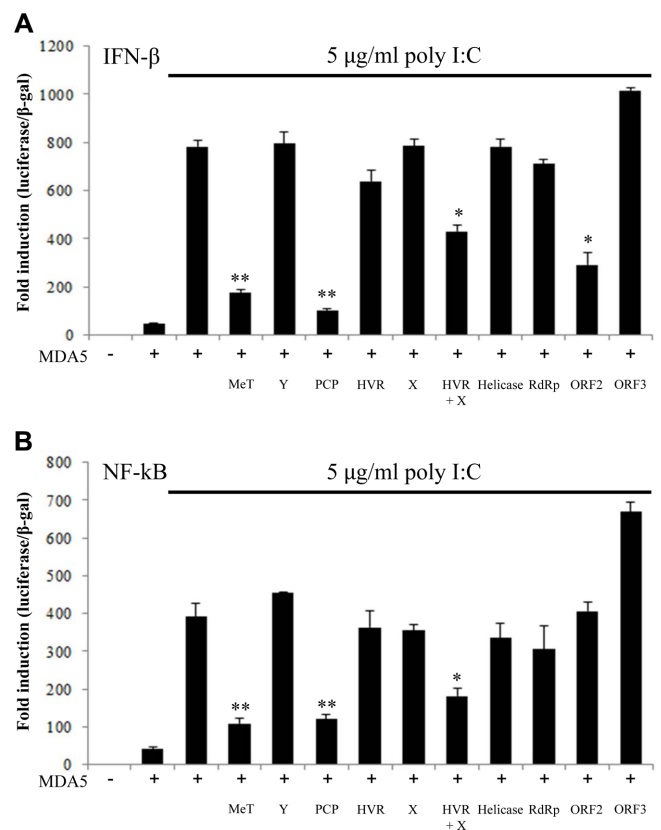 A
IFN-β
5 μg/ml poly I:C
Fold induction (luciferase/β-gal)
1200
1000
800
600
400
200
0
** ** * *
MDA5 - + + + + + + + + + + + +
MeT Y PCP HVR X HVR + X Helicase RdRp ORF2 ORF3
B
NF-kB
5 μg/ml poly I:C
Fold induction (luciferase/β-gal)
800
700
600
500
400
300
200
100
0
** ** *
MDA5 - + + + + + + + + + + + +
MeT Y PCP HVR X HVR + X Helicase RdRp ORF2 ORF3